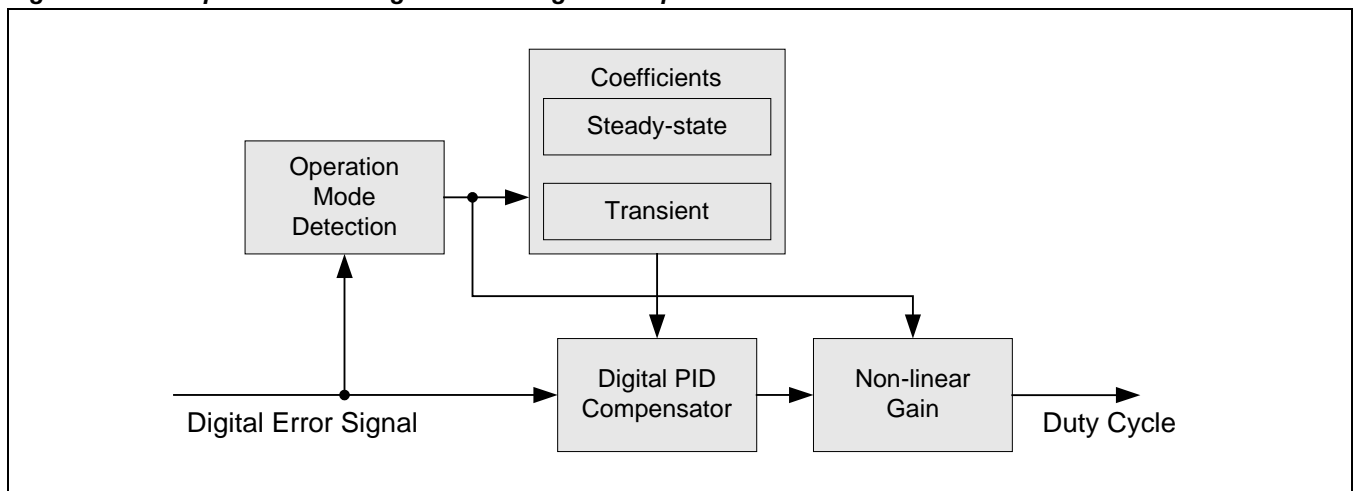 Coefficients
Steady-state
Transient
Operation
Mode
Detection
Digital PID
Compensator
Non-linear
Gain
Digital Error Signal
Duty Cycle